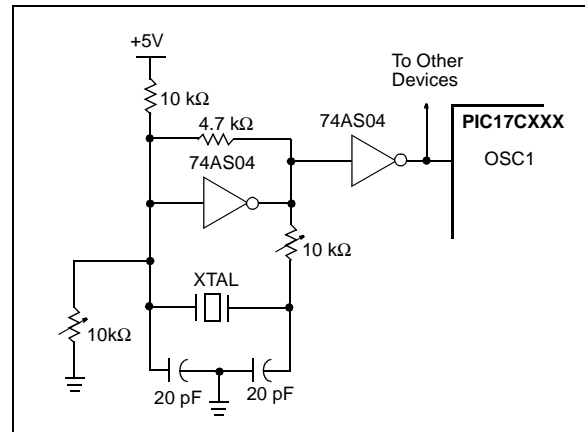 +5V
To Other
Devices
10 kΩ
4.7 kΩ
74AS04
PIC17CXXX
74AS04
OSC1
10 kΩ
XTAL
10kΩ
20 pF
20 pF